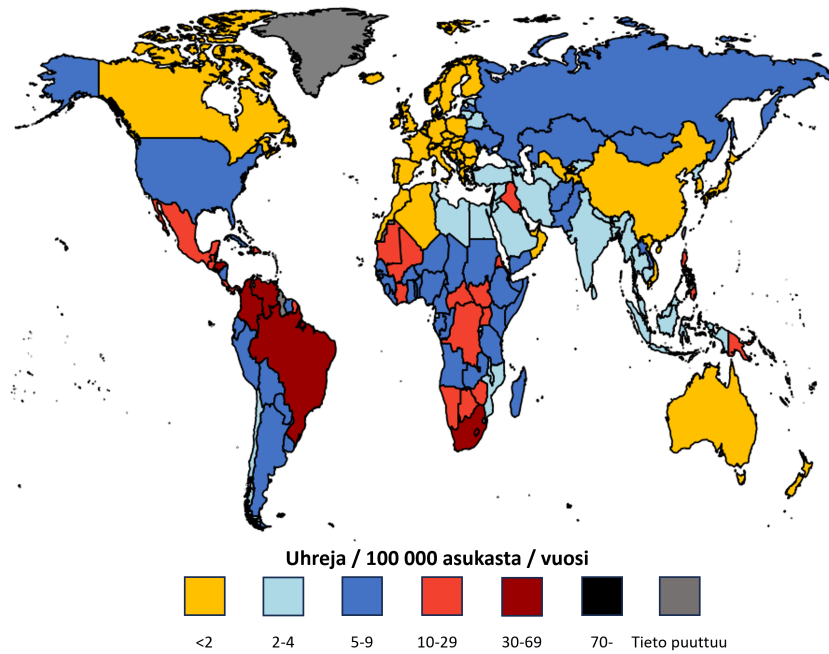 Uhreja / 100 000 asukasta / vuosi
<2 2-4 5-9 10-29 30-69 70- Tieto puuttuu